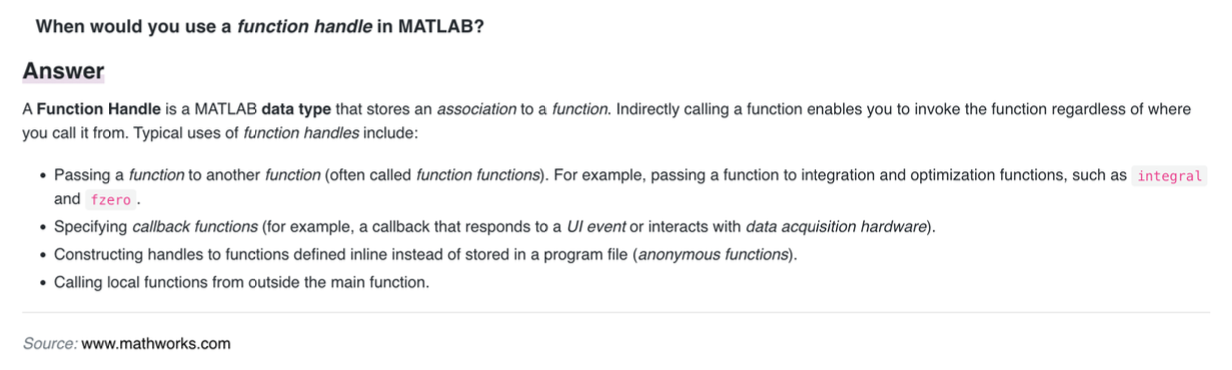 When would you use a function handle in MATLAB?
Answer
A Function Handle is a MATLAB data type that stores an association to a function. Indirectly calling a function enables you to invoke the function regardless of where
you call it from. Typical uses of function handles include:
• Passing a function to another function (often called function functions). For example, passing a function to integration and optimization functions, such as integral
and fzero .
• Specifying callback functions (for example, a callback that responds to a UI event or interacts with data acquisition hardware).
• Constructing handles to functions defined inline instead of stored in a program file (anonymous functions).
• Calling local functions from outside the main function.
Source: www.mathworks.com